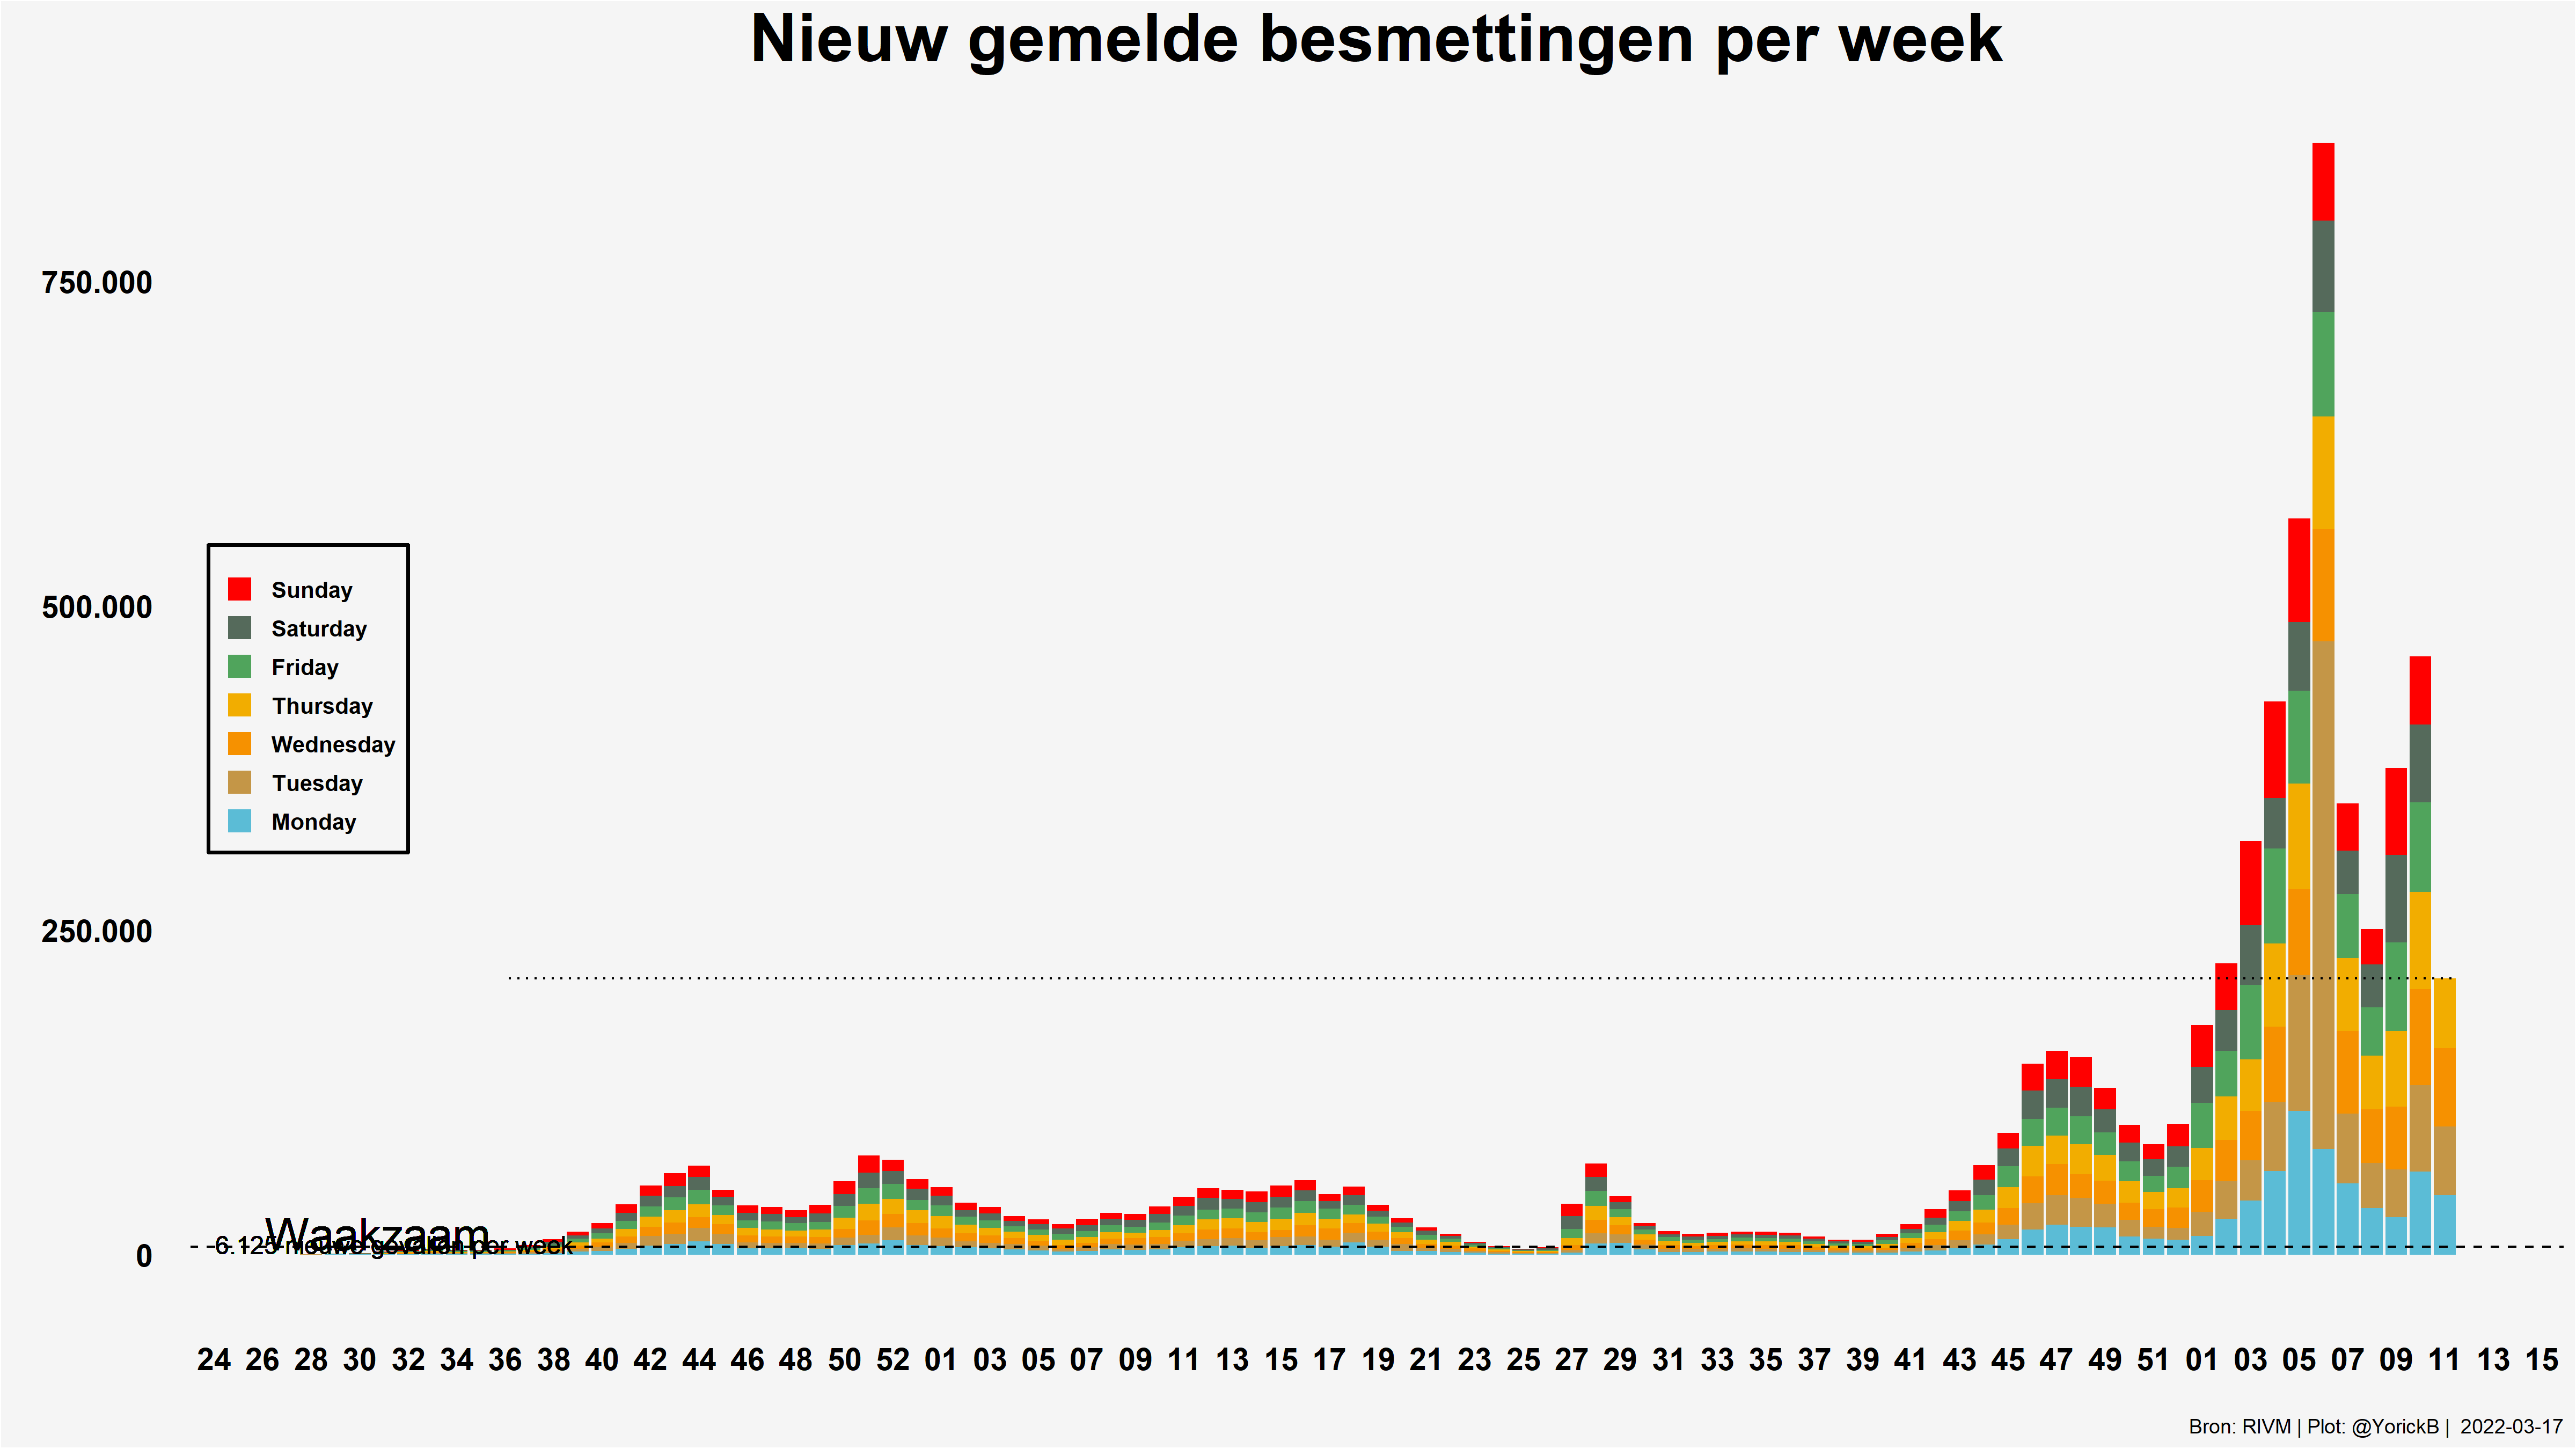 Nieuw gemelde besmettingen per week
750.000
500.000
250.000
0
Sunday
Saturday
Friday
Thursday
Wednesday
Tuesday
Monday
Waakzaam
6.125 nieuwe gevallen per week
24 26 28 30 32 34 36 38 40 42 44 46 48 50 52 01 03 05 07 09 11 13 15 17 19 21 23 25 27 29 31 33 35 37 39 41 43 45 47 49 51 01 03 05 07 09 11 13 15
Bron: RIVM | Plot: @YorickB | 2022-03-17